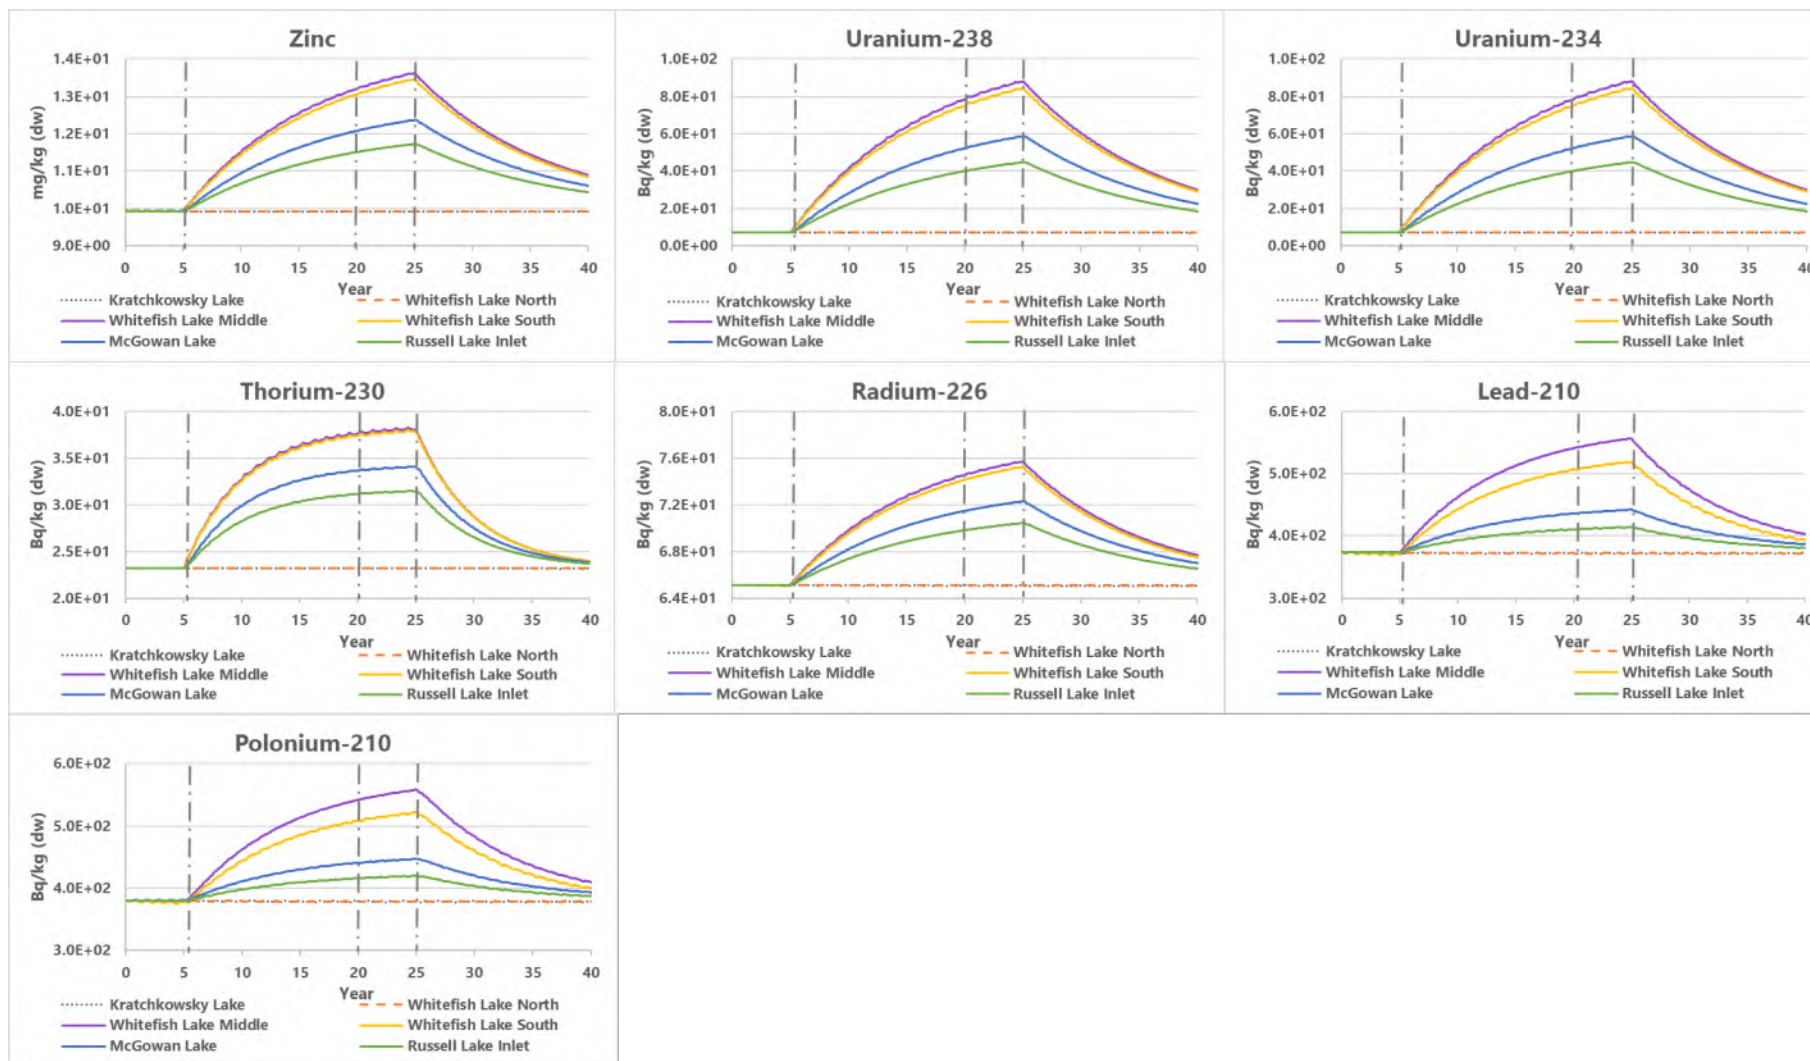 Zinc
mg/kg (dw)
1.4E+01
1.3E+01
1.2E+01
1.1E+01
1.0E+01
9.0E+00
0 5 10 15 20 25 30 35 40
Year
Kratchkowsky Lake Whitefish Lake North
Whitefish Lake Middle Whitefish Lake South
McGowan Lake Russell Lake Inlet
Uranium-238
Bq/kg (dw)
1.0E+02
8.0E+01
6.0E+01
4.0E+01
2.0E+01
0.0E+00
0 5 10 15 20 25 30 35 40
Year
Kratchkowsky Lake Whitefish Lake North
Whitefish Lake Middle Whitefish Lake South
McGowan Lake Russell Lake Inlet
Uranium-234
Bq/kg (dw)
1.0E+02
8.0E+01
6.0E+01
4.0E+01
2.0E+01
0.0E+00
0 5 10 15 20 25 30 35 40
Year
Kratchkowsky Lake Whitefish Lake North
Whitefish Lake Middle Whitefish Lake South
McGowan Lake Russell Lake Inlet
Thorium-230
Bq/kg (dw)
4.0E+01
3.5E+01
3.0E+01
2.5E+01
2.0E+01
0 5 10 15 20 25 30 35 40
Year
Kratchkowsky Lake Whitefish Lake North
Whitefish Lake Middle Whitefish Lake South
McGowan Lake Russell Lake Inlet
Radium-226
Bq/kg (dw)
8.0E+01
7.6E+01
7.2E+01
6.8E+01
6.4E+01
0 5 10 15 20 25 30 35 40
Year
Kratchkowsky Lake Whitefish Lake North
Whitefish Lake Middle Whitefish Lake South
McGowan Lake Russell Lake Inlet
Lead-210
Bq/kg (dw)
6.0E+02
5.0E+02
4.0E+02
3.0E+02
0 5 10 15 20 25 30 35 40
Year
Kratchkowsky Lake Whitefish Lake North
Whitefish Lake Middle Whitefish Lake South
McGowan Lake Russell Lake Inlet
Polonium-210
Bq/kg (dw)
6.0E+02
5.0E+02
4.0E+02
3.0E+02
0 5 10 15 20 25 30 35 40
Year
Kratchkowsky Lake Whitefish Lake North
Whitefish Lake Middle Whitefish Lake South
McGowan Lake Russell Lake Inlet